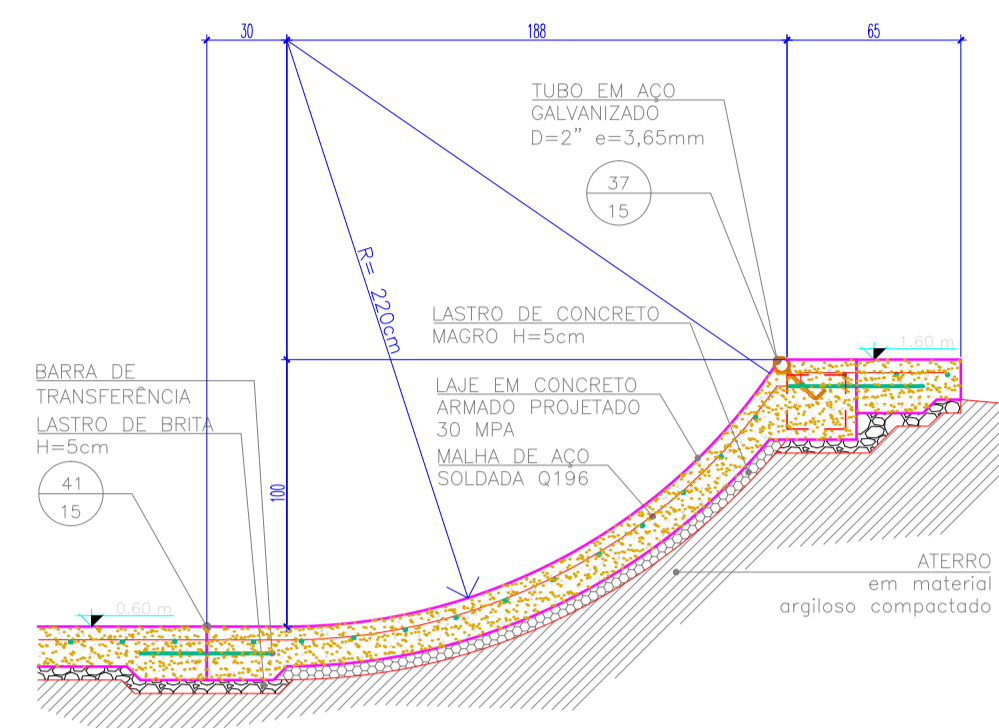 30
188
65
TUBO EM AÇO
GALVANIZADO
D=2" e=3,65mm
37
15
R= 220cm
LASTRO DE CONCRETO
MAGRO H=5cm
1.60 m
BARRA DE
TRANSFERÊNCIA
LAJE EM CONCRETO
ARMADO PROJETADO
30 MPA
LASTRO DE BRITA
H=5cm
MALHA DE AÇO
SOLDADA Q196
41
15
100
ATERRO
em material
argiloso compactado
0.60 m